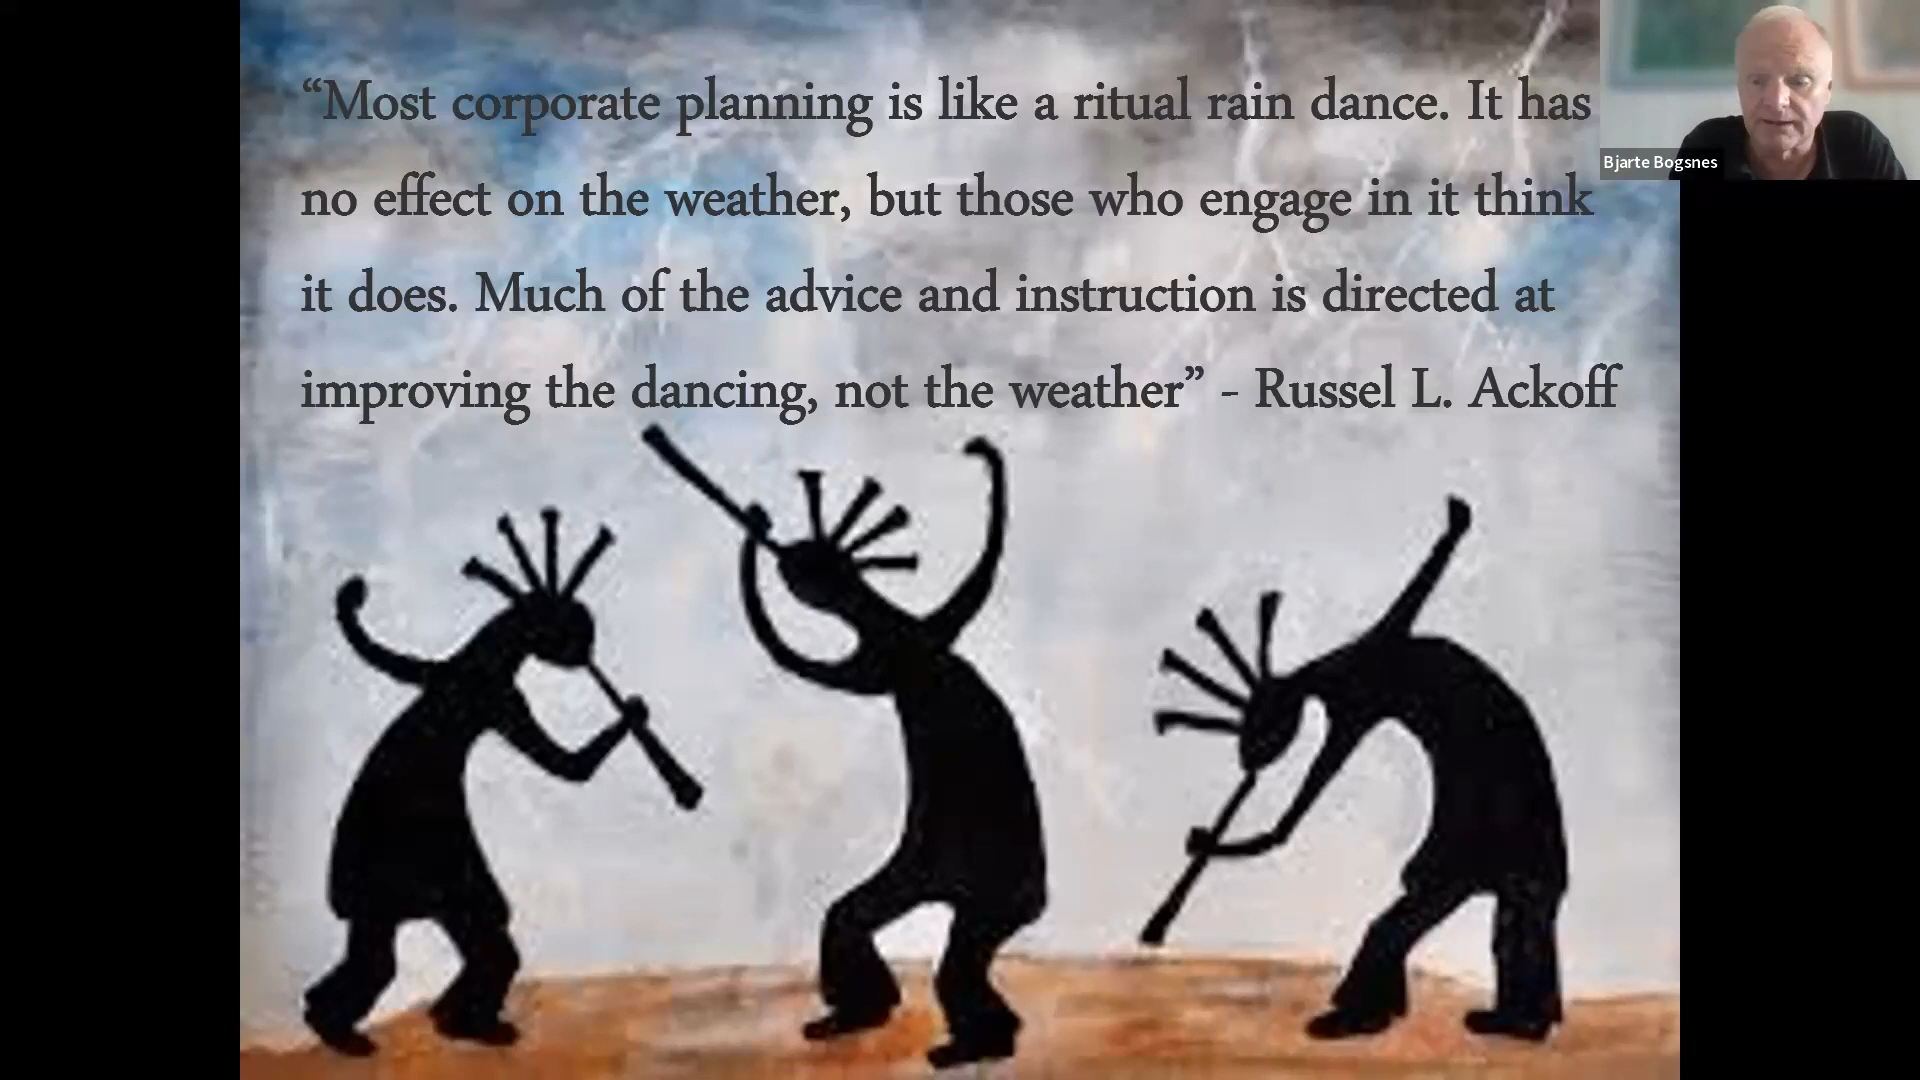 “Most corporate planning is like a ritual rain dance. It has
no effect on the weather, but those who engage in it think
it does. Much of the advice and instruction is directed at
improving the dancing, not the weather” - Russel L. Ackoff
Bjarte Bogsnes